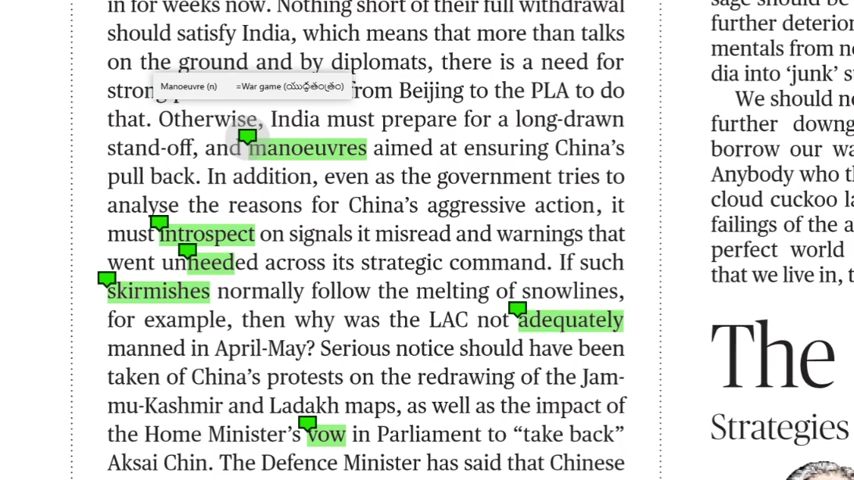 in for weeks now. Nothing short of their full withdrawal
should satisfy India, which means that more than talks
on the ground and by diplomats, there is a need for
Manoeuvre (n) =War game (యుద్ధతంత్రం)
from Beijing to the PLA to do
that. Otherwise, India must prepare for a long-drawn
stand-off, and manoeuvres aimed at ensuring China's
pull back. In addition, even as the government tries to
analyse the reasons for China's aggressive action, it
must introspect on signals it misread and warnings that
went unheeded across its strategic command. If such
skirmishes normally follow the melting of snowlines,
for example, then why was the LAC not adequately
manned in April-May? Serious notice should have been
taken of China's protests on the redrawing of the Jam-
mu-Kashmir and Ladakh maps, as well as the impact of
the Home Minister's vow in Parliament to “take back”
Aksai Chin. The Defence Minister has said that Chinese
further deterior
mentals from n
dia into ‘junk’ s
We should n
further downg
borrow our wa
Anybody who t
cloud cuckoo la
failings of the a
perfect world
that we live in, t
The
Strategies